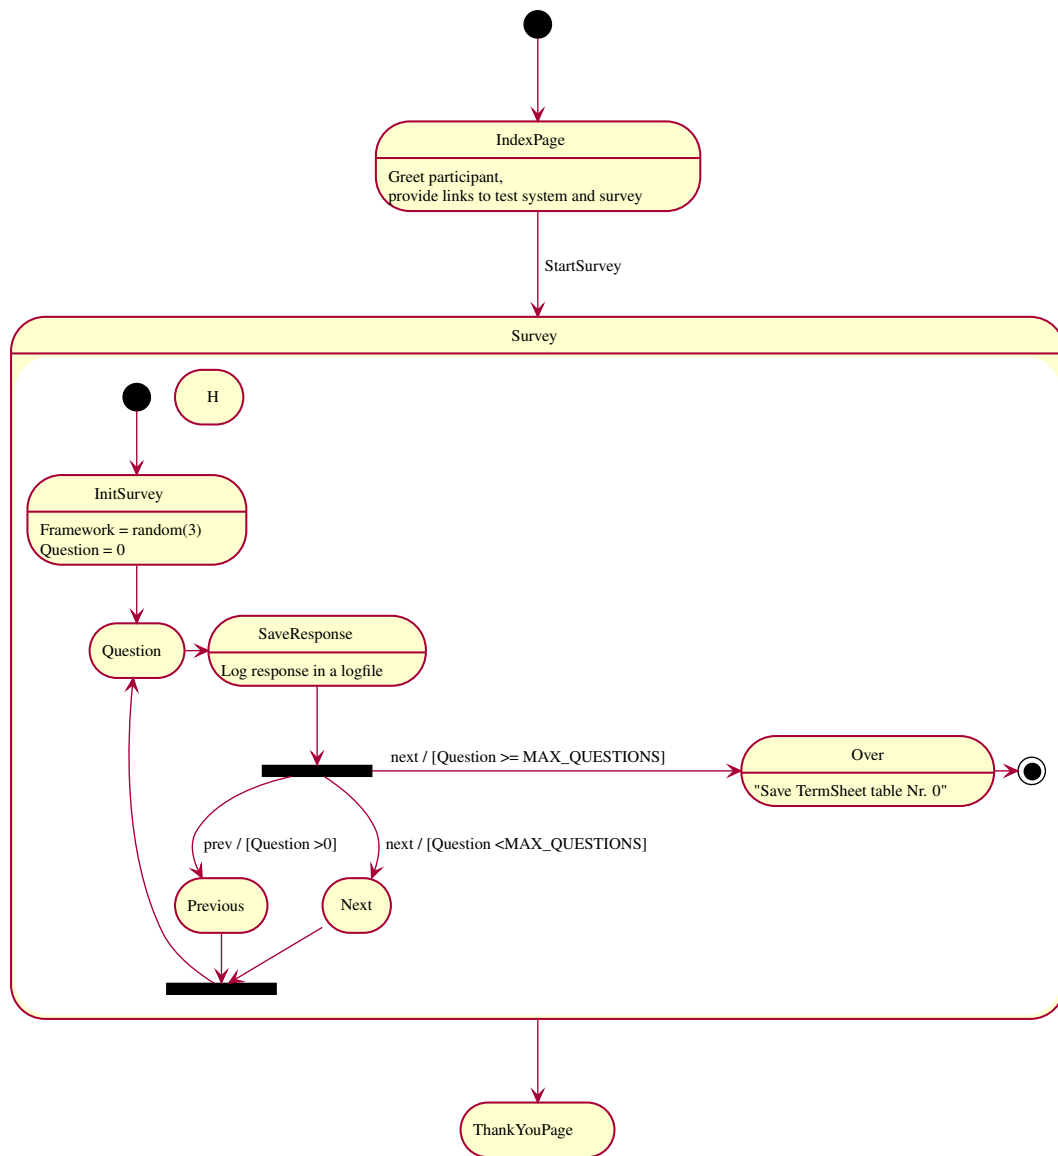 IndexPage
Greet participant,
provide links to test system and survey
StartSurvey
Survey
H
InitSurvey
Framework = random(3)
Question = 0
Question
SaveResponse
Log response in a logfile
next / [Question >= MAX_QUESTIONS]
Over
"Save TermSheet table Nr. 0"
prev / [Question >0]
next / [Question <MAX_QUESTIONS]
Previous
Next
ThankYouPage